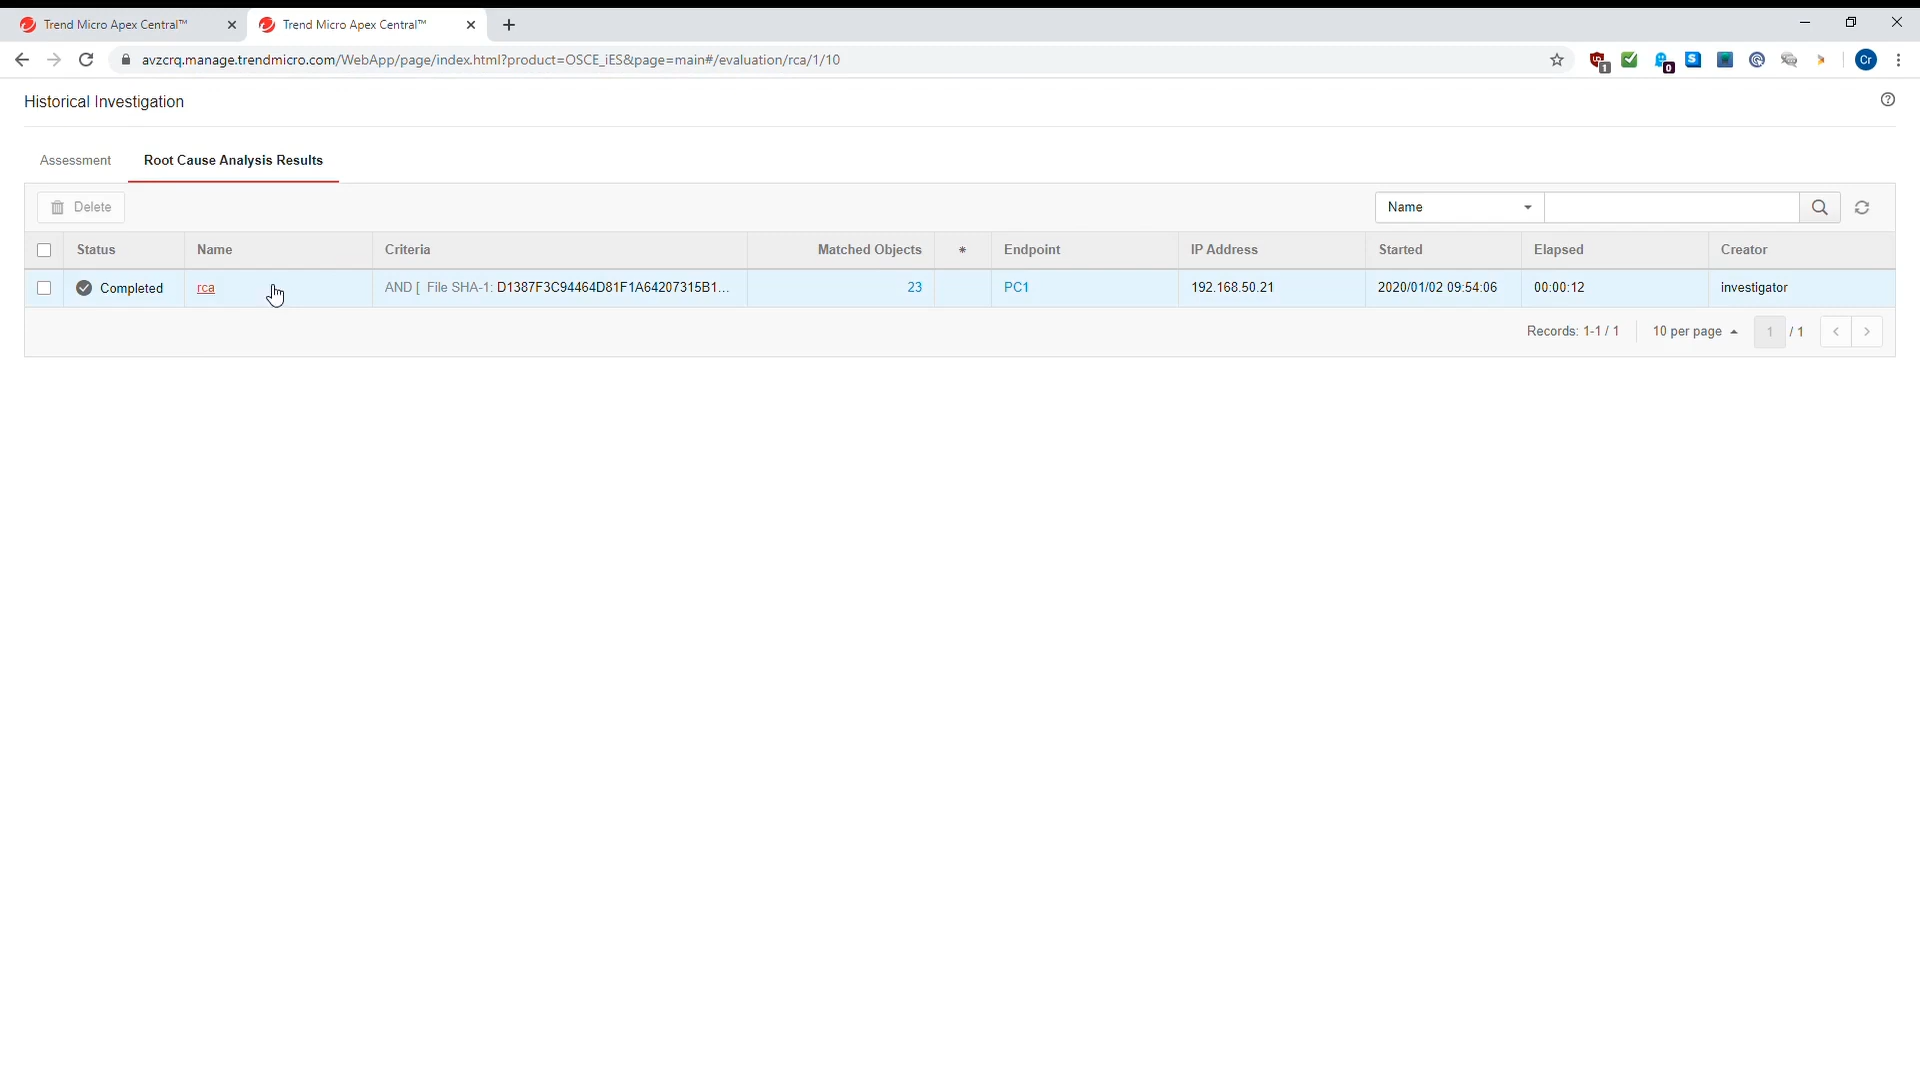 Trend Micro Apex Central™
Trend Micro Apex Central™
avzcrq.manage.trendmicro.com/WebApp/page/index.html?product=OSCE_iES&page=main#/evaluation/rca/1/10
1
0
S
Cr
Historical Investigation
Assessment
Root Cause Analysis Results
Delete
Name
Status Name Criteria Matched Objects * Endpoint IP Address Started Elapsed Creator
Completed rca AND [ File SHA-1: D1387F3C94464D81F1A64207315B1... 23 PC1 192.168.50.21 2020/01/02 09:54:06 00:00:12 investigator
Records: 1-1 / 1 10 per page 1 / 1